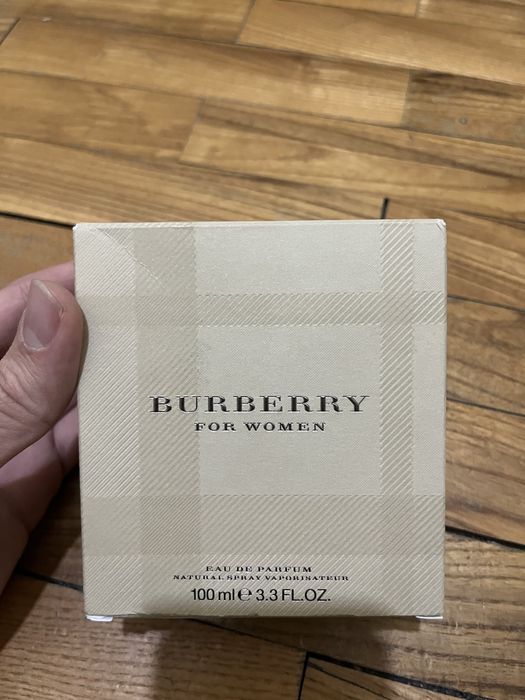 BURBERRY
FOR WOMEN
EAU DE PARFUM
NATURAL SPRAY VAPORISATEUR
100 ml ℮ 3.3 FL.OZ.